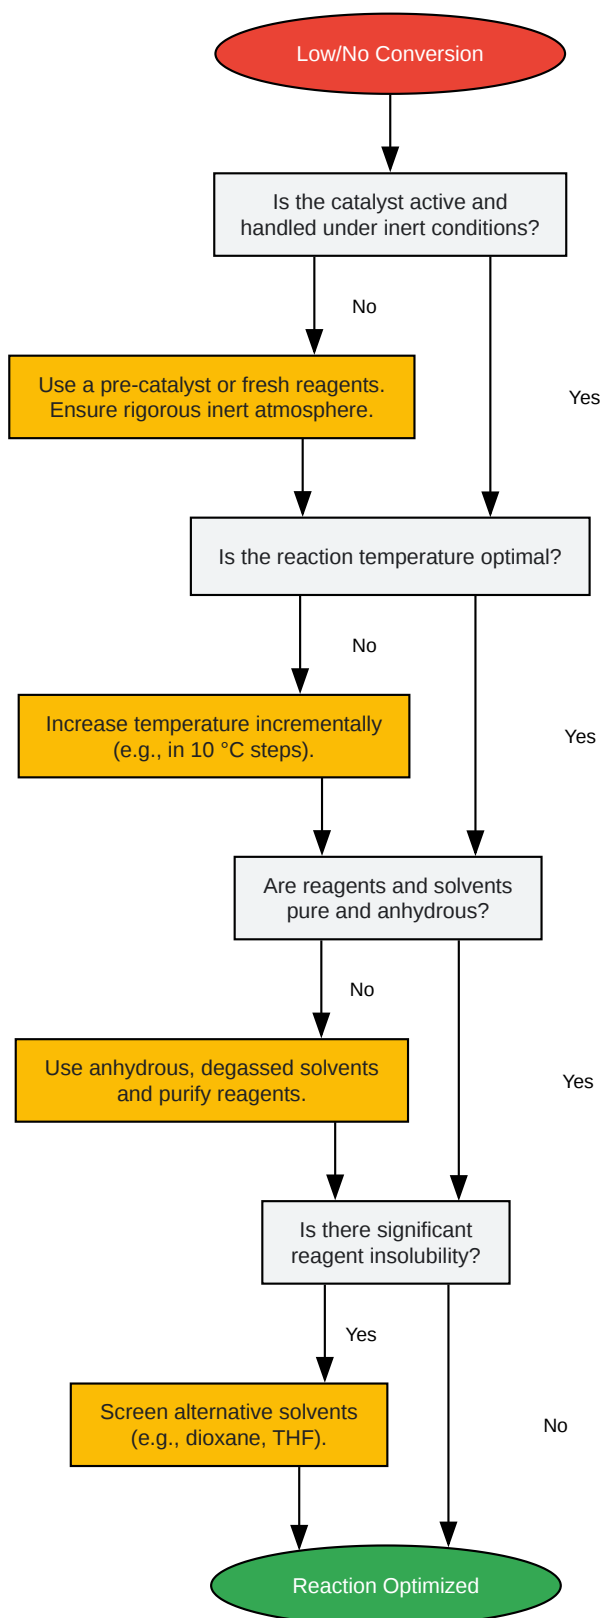 Low/No Conversion
Is the catalyst active and
handled under inert conditions?
No
Use a pre-catalyst or fresh reagents.
Ensure rigorous inert atmosphere.
Yes
Is the reaction temperature optimal?
No
Increase temperature incrementally
(e.g., in 10 °C steps).
Yes
Are reagents and solvents
pure and anhydrous?
No
Use anhydrous, degassed solvents
and purify reagents.
Yes
Is there significant
reagent insolubility?
Yes
Screen alternative solvents
(e.g., dioxane, THF).
No
Reaction Optimized